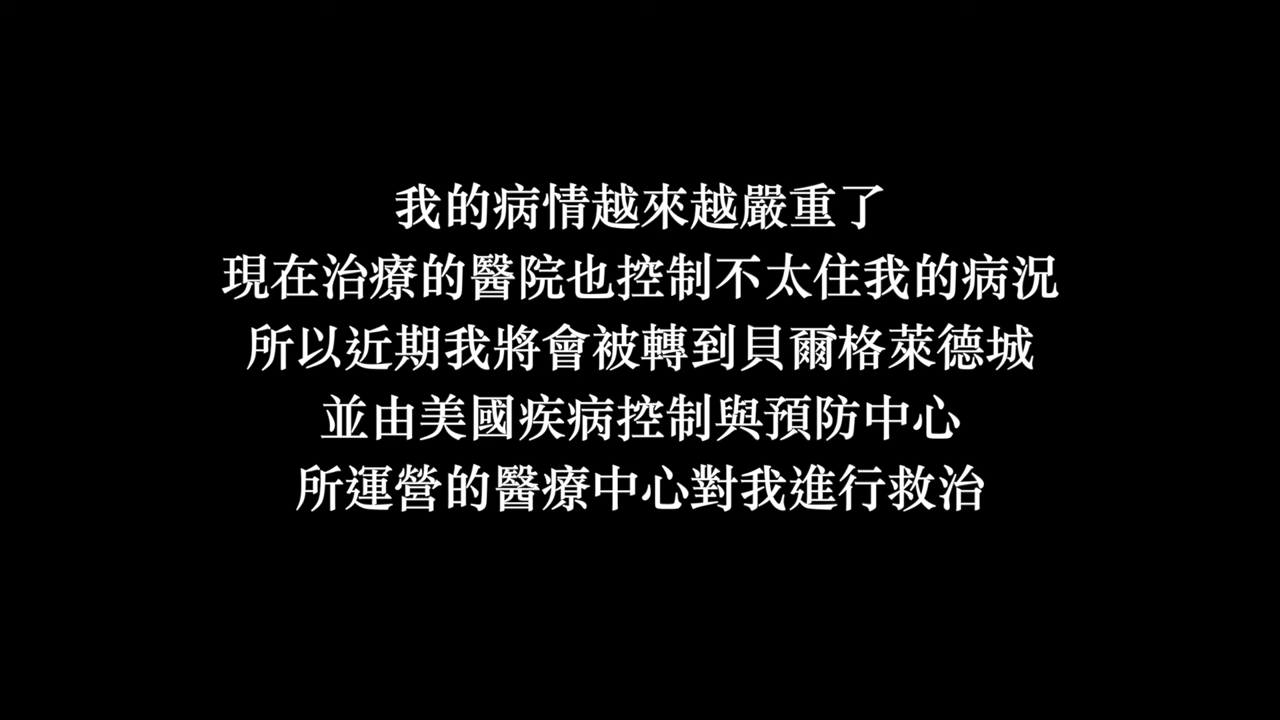 我的病情越來越嚴重了
現在治療的醫院也控制不太住我的病況
所以近期我將會被轉到貝爾格萊德城
並由美國疾病控制與預防中心
所運營的醫療中心對我進行救治